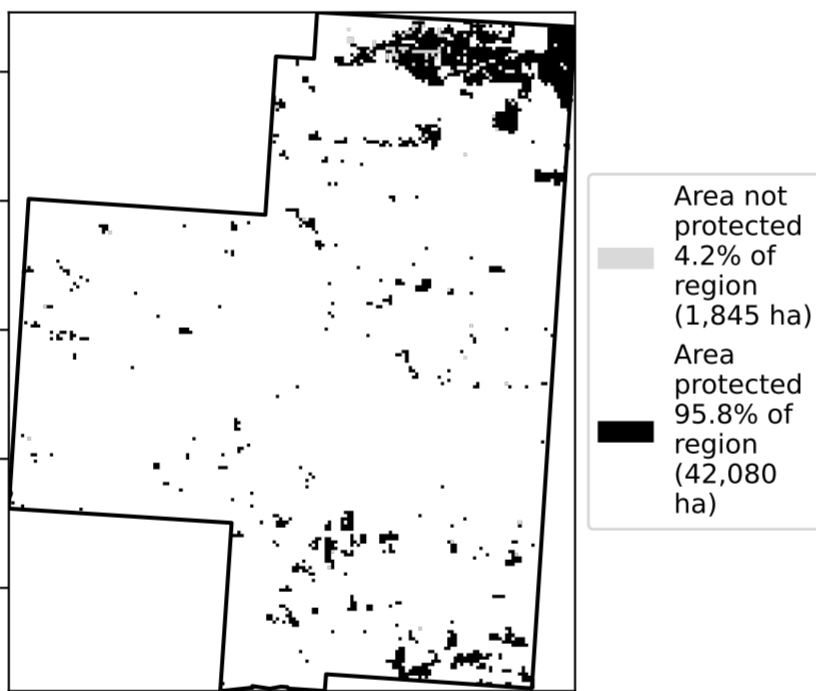 Area not
protected
4.2% of
region
(1,845 ha)
Area
protected
95.8% of
region
(42,080
ha)